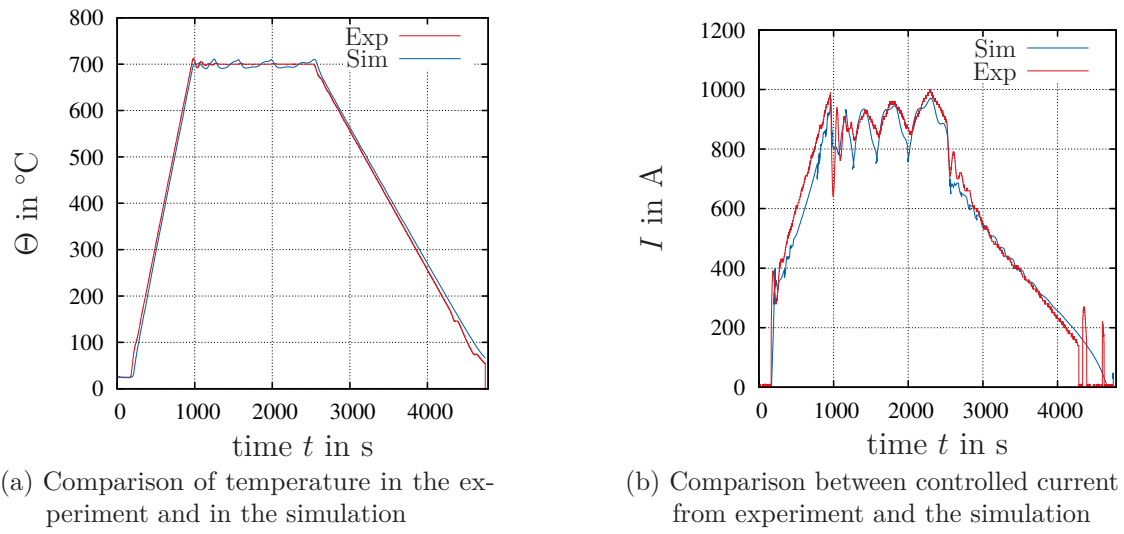 800
700
600
500
400
300
200
100
0
Θ in °C
Exp
Sim
0 1000 2000 3000 4000
time t in s
(a) Comparison of temperature in the ex-
periment and in the simulation
1200
1000
800
600
400
200
0
I in A
Sim
Exp
0 1000 2000 3000 4000
time t in s
(b) Comparison between controlled current
from experiment and the simulation